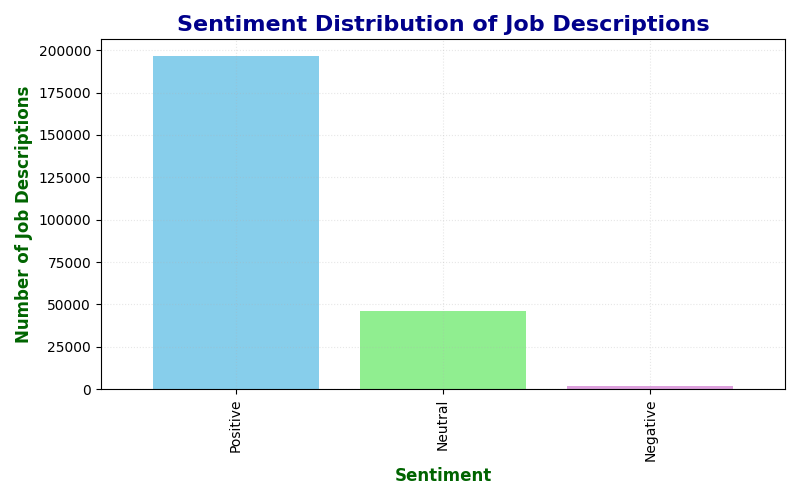 Sentiment Distribution of Job Descriptions
Number of Job Descriptions
200000
175000
150000
125000
100000
75000
50000
25000
0
Positive
Neutral
Negative
Sentiment